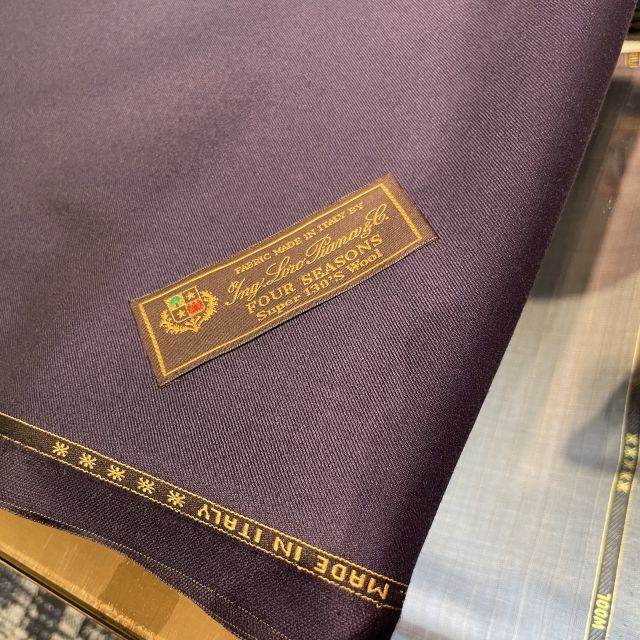 FABRIC MADE IN ITALY BY
Ing. Loro Piana & C.
FOUR SEASONS
Super 130'S Wool
***** MADE IN ITALY
WOOL